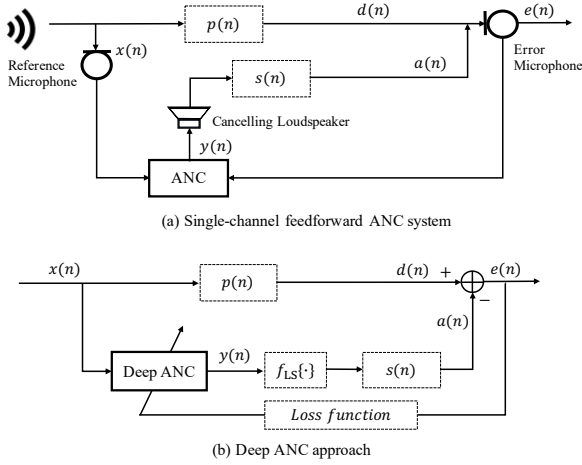 p(n)
d(n)
e(n)
x(n)
Reference
Microphone
s(n)
a(n)
Error
Microphone
Cancelling Loudspeaker
y(n)
ANC
(a) Single-channel feedforward ANC system
x(n)
p(n)
d(n)
+
e(n)
−
a(n)
Deep ANC
y(n)
f_LS{·}
s(n)
Loss function
(b) Deep ANC approach